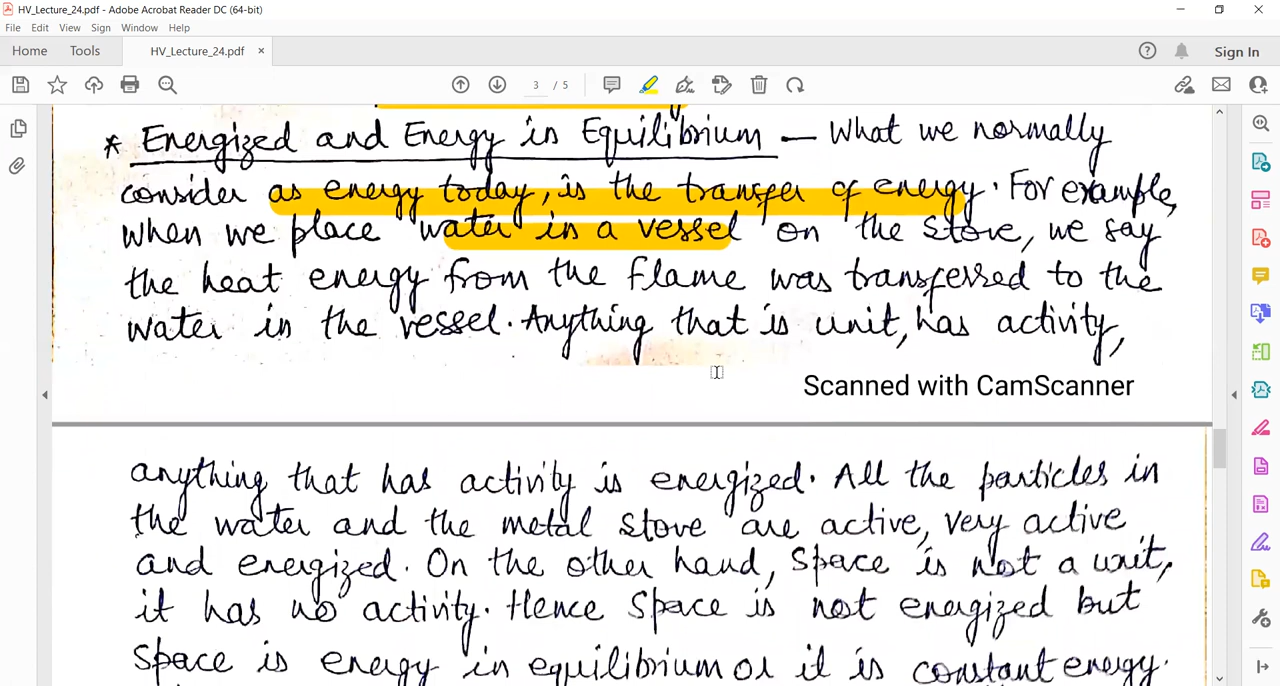 HV_Lecture_24.pdf - Adobe Acrobat Reader DC (64-bit)
File Edit View Sign Window Help
Home Tools HV_Lecture_24.pdf × Sign In
3 / 5
* Energized and Energy in Equilibrium — What we normally
consider as energy today, is the transfer of energy. For example,
when we place water in a vessel on the stove, we say
the heat energy from the flame was transferred to the
water in the vessel. Anything that is unit, has activity,
Scanned with CamScanner
anything that has activity is energized. All the particles in
the water and the metal stove are active, very active
and energized. On the other hand, Space is not a unit,
it has no activity. Hence Space is not energized but
Space is energy in equilibrium or it is constant energy.